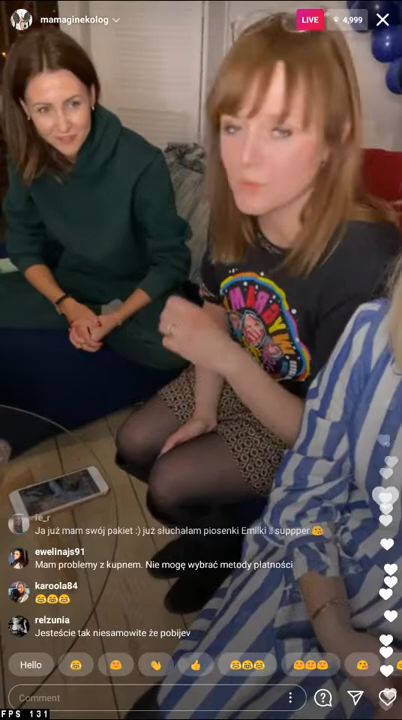 mamaginekolog
LIVE
4,999
re_r
Ja już mam swój pakiet :) już słuchałam piosenki Emilki .. suppper
ewelinajs91
Mam problemy z kupnem. Nie mogę wybrać metody płatności
karoola84
relzunia
Jesteście tak niesamowite że pobijev
Hello
Comment
FPS 131